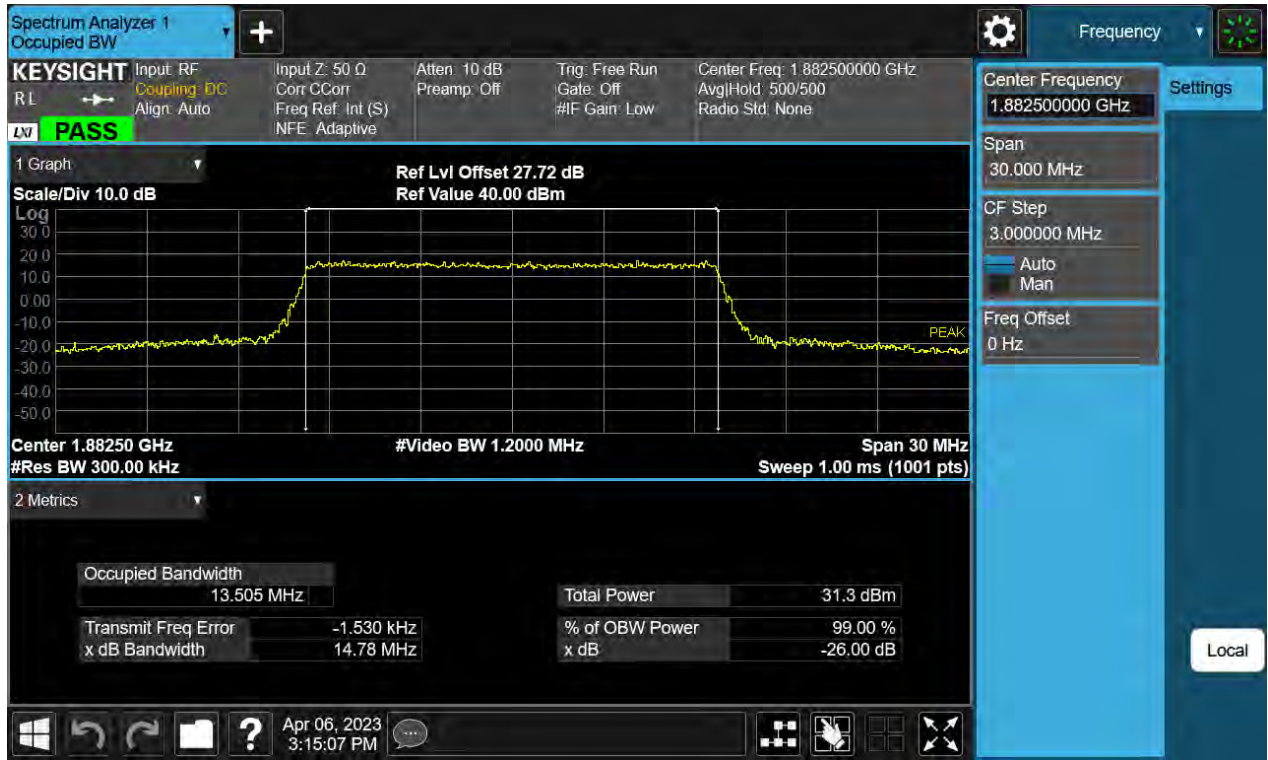 Spectrum Analyzer 1
Occupied BW
+
Frequency
KEYSIGHT
RL
LXI
PASS
Input: RF
Coupling: DC
Align: Auto
Input Z: 50 Ω
Corr CCorr
Freq Ref: Int (S)
NFE: Adaptive
Atten: 10 dB
Preamp: Off
Trig: Free Run
Gate: Off
#IF Gain: Low
Center Freq: 1.882500000 GHz
Avg|Hold: 500/500
Radio Std: None
Center Frequency
1.882500000 GHz
Settings
Span
30.000 MHz
CF Step
3.000000 MHz
Auto
Man
Freq Offset
0 Hz
Local
1 Graph
Scale/Div 10.0 dB
Ref Lvl Offset 27.72 dB
Ref Value 40.00 dBm
Log
30.0
20.0
10.0
0.00
-10.0
-20.0
-30.0
-40.0
-50.0
PEAK
Center 1.88250 GHz
#Video BW 1.2000 MHz
Span 30 MHz
#Res BW 300.00 kHz
Sweep 1.00 ms (1001 pts)
2 Metrics
Occupied Bandwidth
13.505 MHz
Total Power 31.3 dBm
Transmit Freq Error -1.530 kHz
% of OBW Power 99.00 %
x dB Bandwidth 14.78 MHz
x dB -26.00 dB
?
Apr 06, 2023
3:15:07 PM